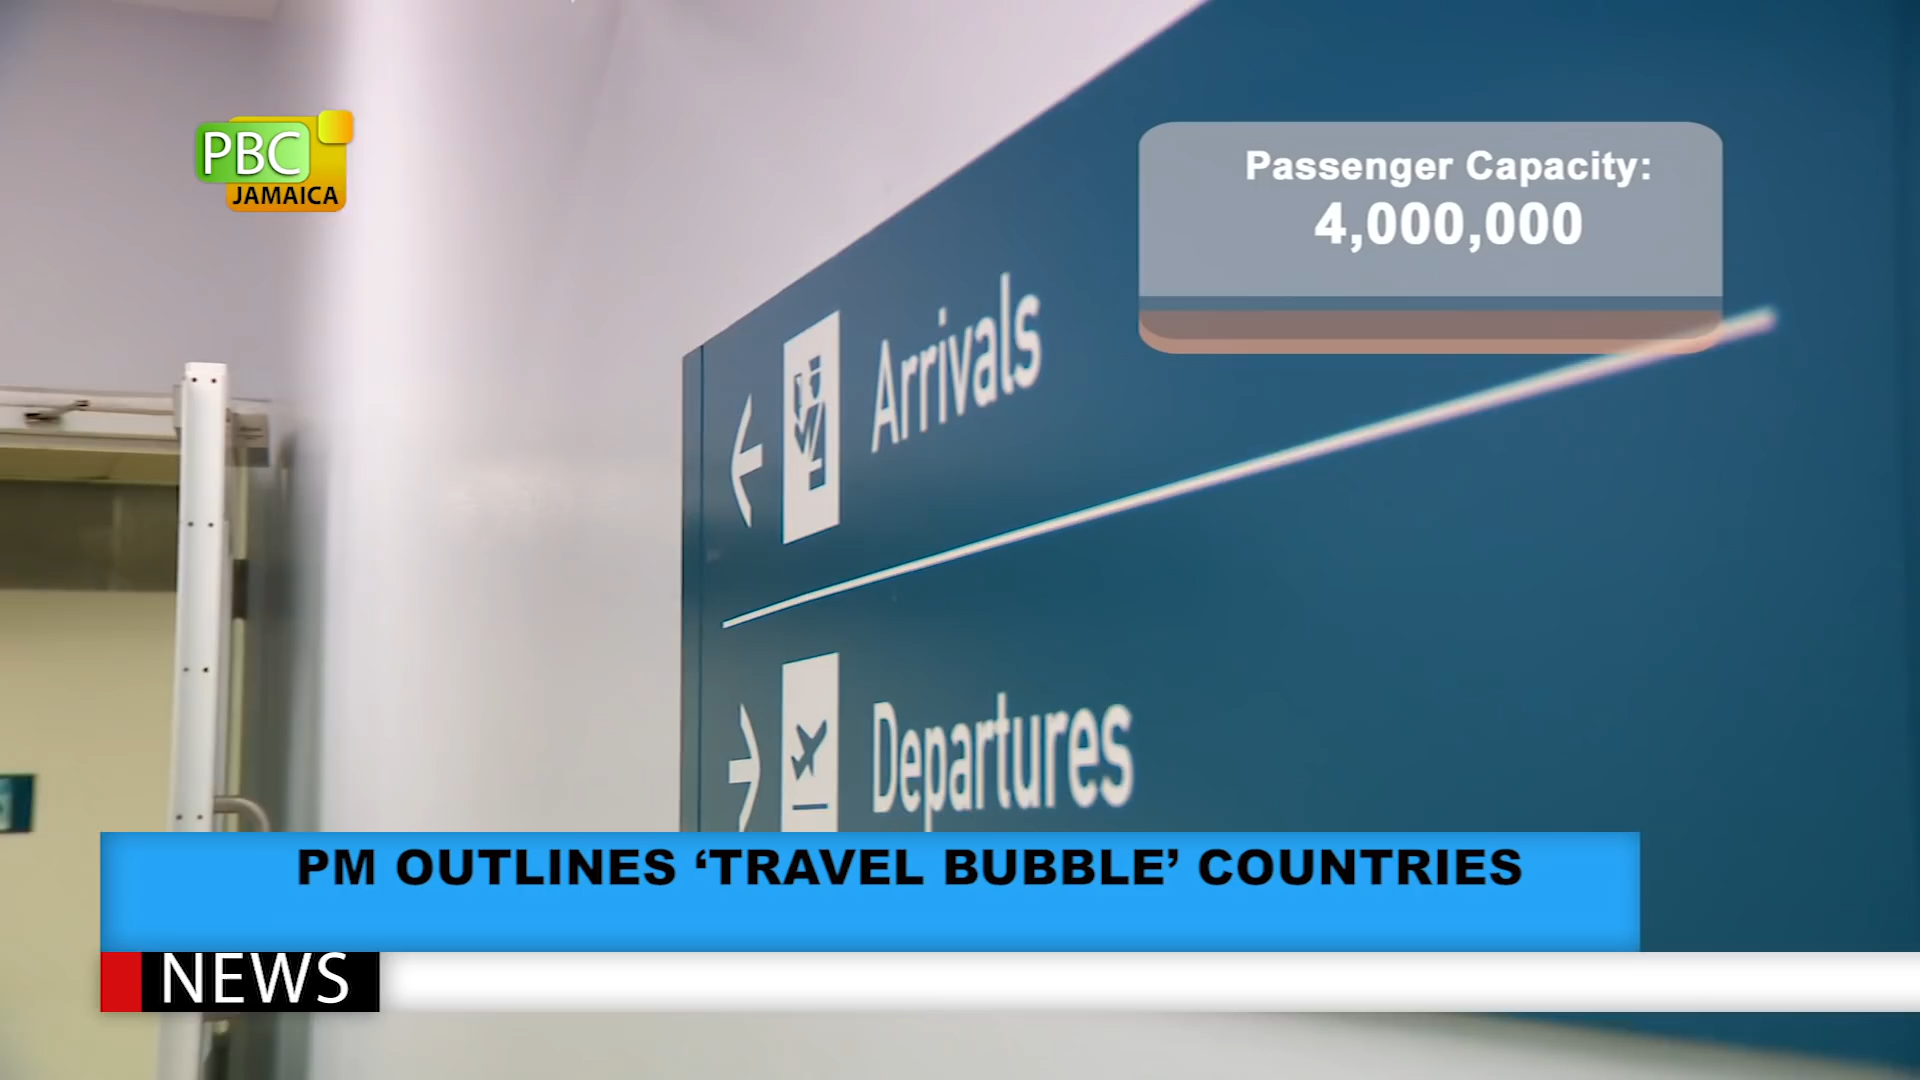 PBC
JAMAICA
Passenger Capacity:
4,000,000
Arrivals
Departures
PM OUTLINES ‘TRAVEL BUBBLE’ COUNTRIES
NEWS